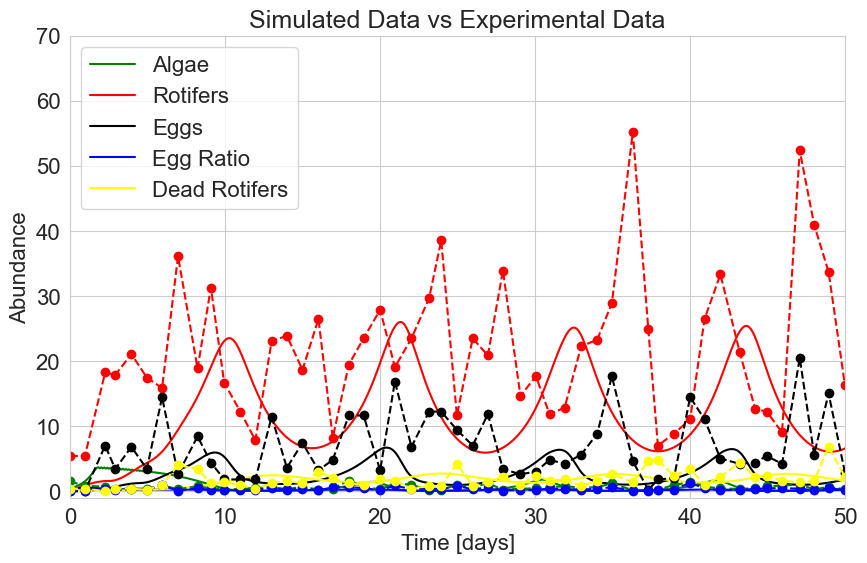 Simulated Data vs Experimental Data
70
60
50
40
30
20
10
0
Abundance
Algae
Rotifers
Eggs
Egg Ratio
Dead Rotifers
0 10 20 30 40 50
Time [days]